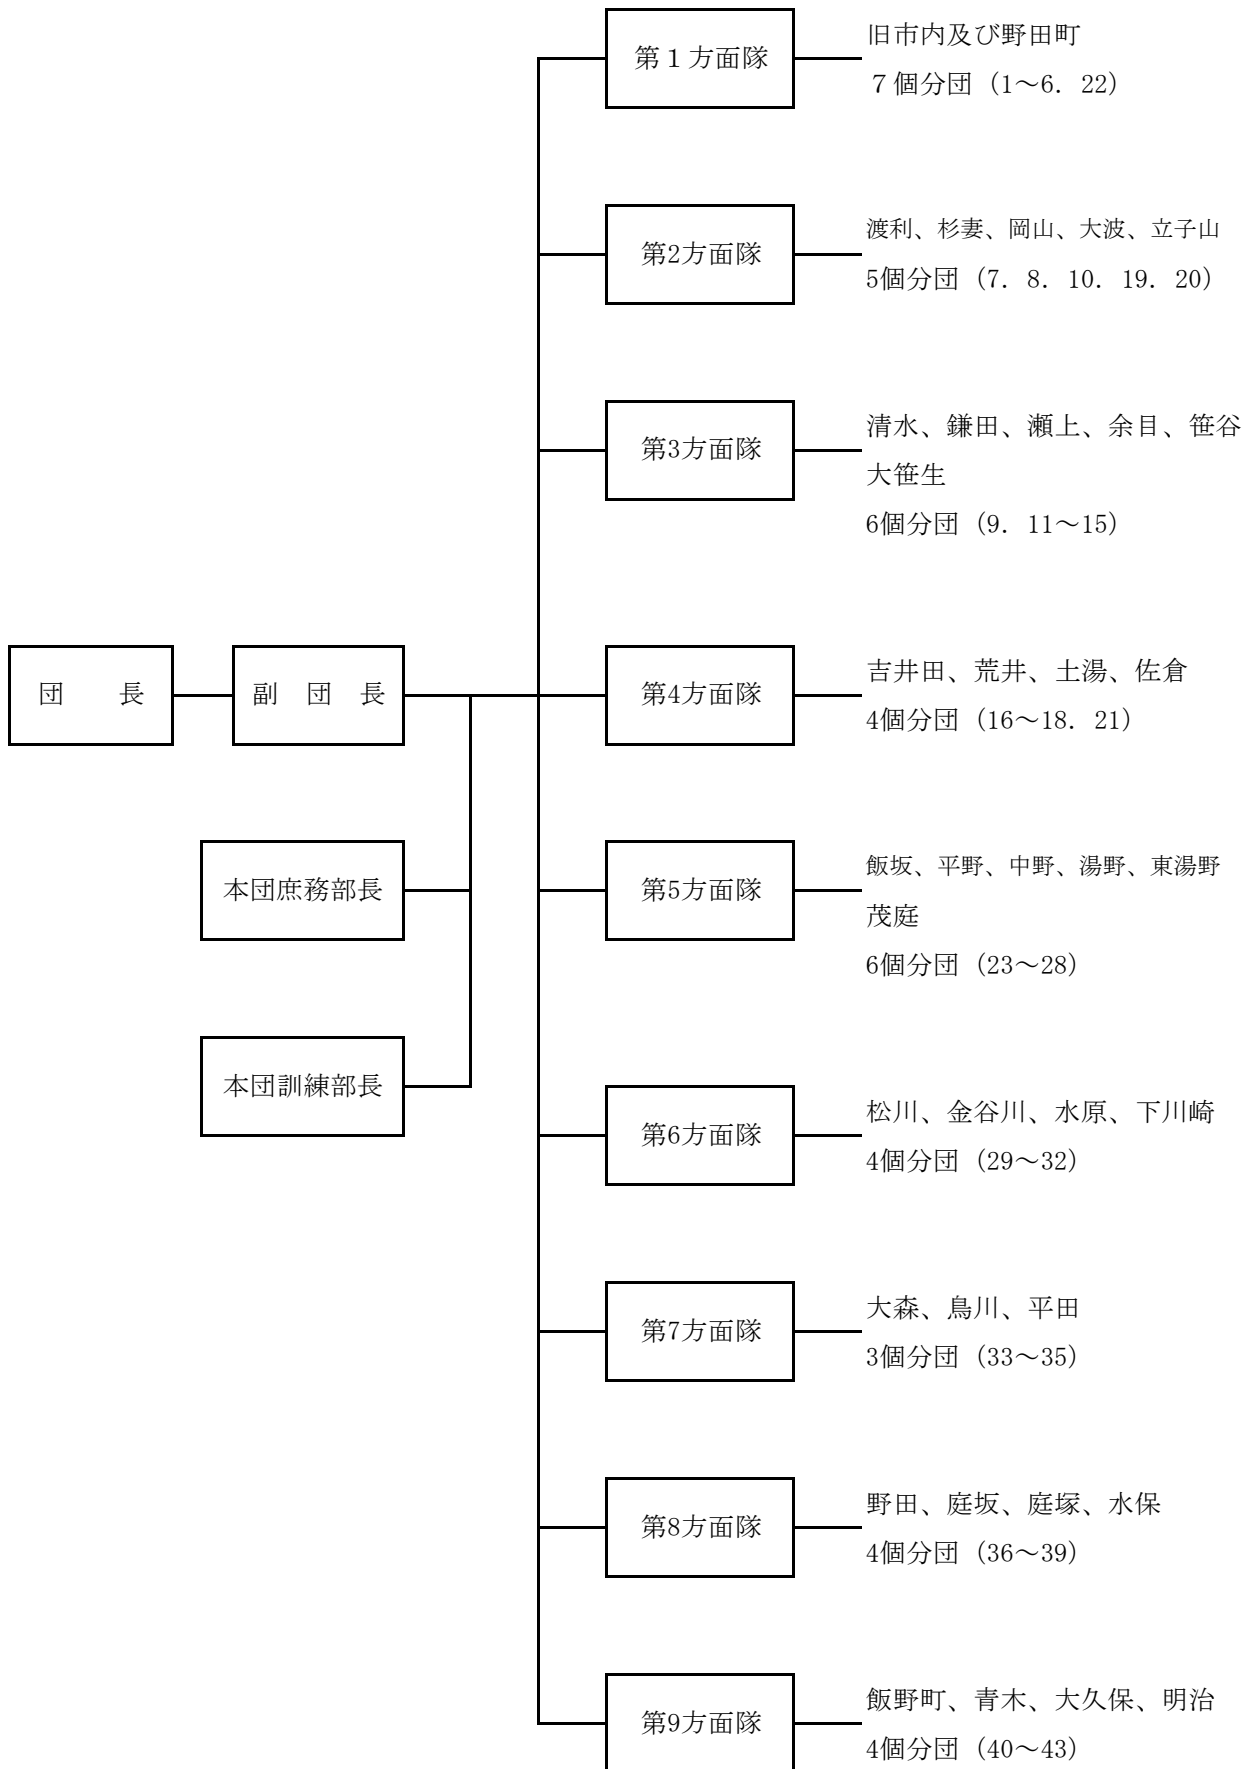 団　　長
副　団　長
本団庶務部長
本団訓練部長
第１方面隊
旧市内及び野田町
７個分団（1～6．22）
第2方面隊
渡利、杉妻、岡山、大波、立子山
5個分団（7．8．10．19．20）
第3方面隊
清水、鎌田、瀬上、余目、笹谷
大笹生
6個分団（9．11～15）
第4方面隊
吉井田、荒井、土湯、佐倉
4個分団（16～18．21）
第5方面隊
飯坂、平野、中野、湯野、東湯野
茂庭
6個分団（23～28）
第6方面隊
松川、金谷川、水原、下川崎
4個分団（29～32）
第7方面隊
大森、鳥川、平田
3個分団（33～35）
第8方面隊
野田、庭坂、庭塚、水保
4個分団（36～39）
第9方面隊
飯野町、青木、大久保、明治
4個分団（40～43）